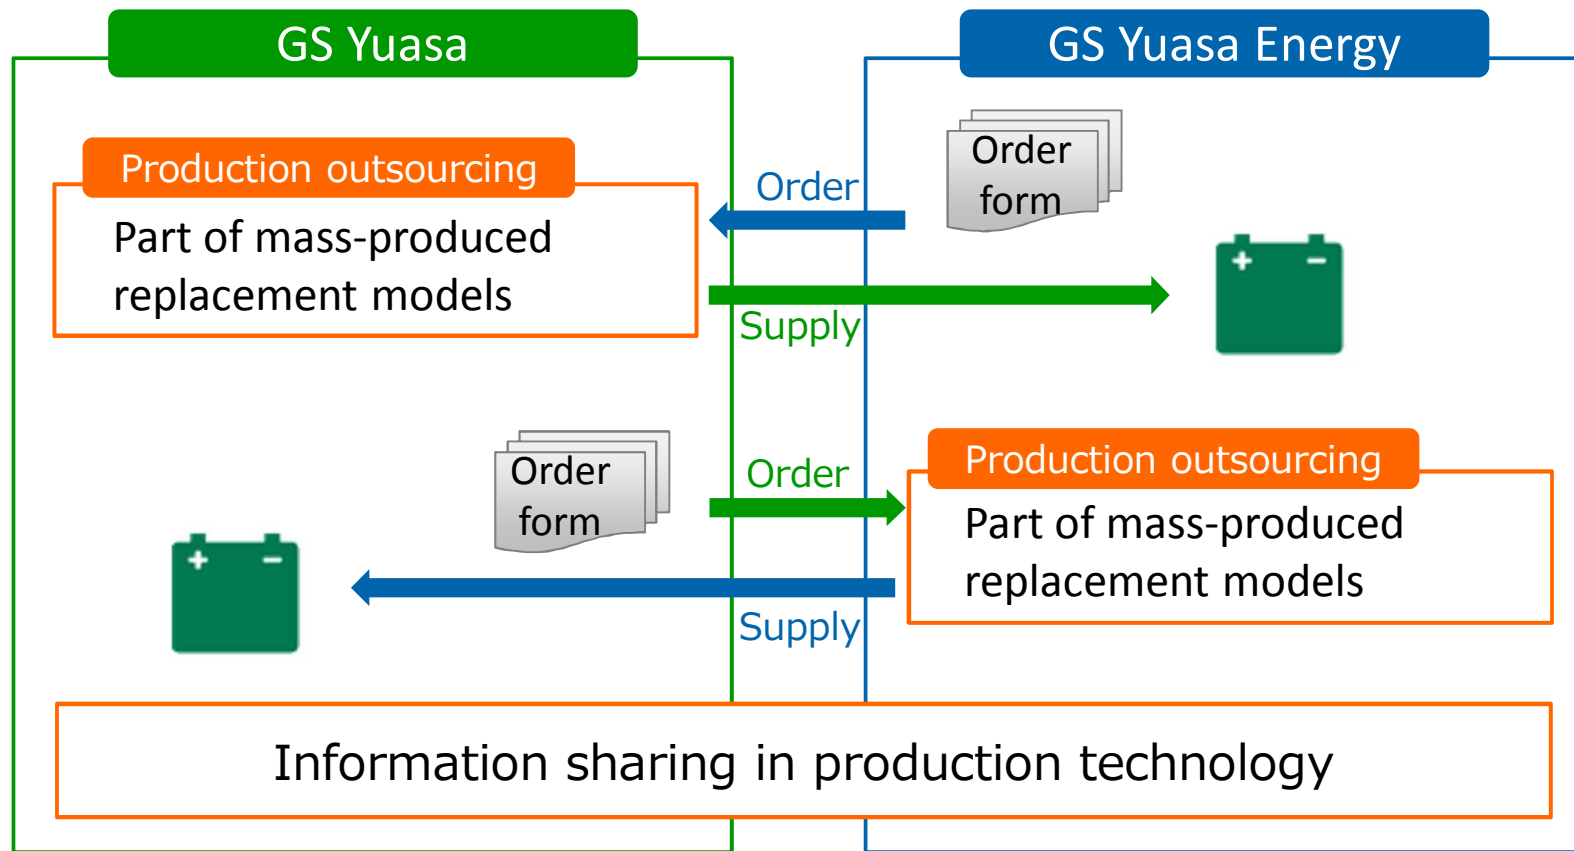 GS Yuasa
GS Yuasa Energy
Production outsourcing
Part of mass-produced
replacement models
Order
Order
form
Supply
+ −
Order
form
Order
Production outsourcing
Part of mass-produced
replacement models
+ −
Supply
Information sharing in production technology